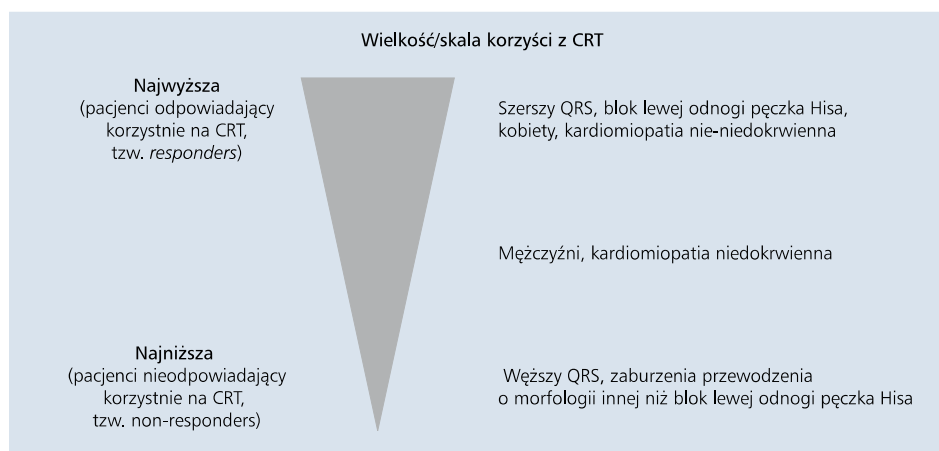 Wielkość/skala korzyści z CRT
Najwyższa
(pacjenci odpowiadający
korzystnie na CRT,
tzw. responders)
Szerszy QRS, blok lewej odnogi pęczka Hisa,
kobiety, kardiomiopatia nie-niedokrwienna
Mężczyźni, kardiomiopatia niedokrwienna
Najniższa
(pacjenci nieodpowiadający
korzystnie na CRT,
tzw. non-responders)
Węższy QRS, zaburzenia przewodzenia
o morfologii innej niż blok lewej odnogi pęczka Hisa